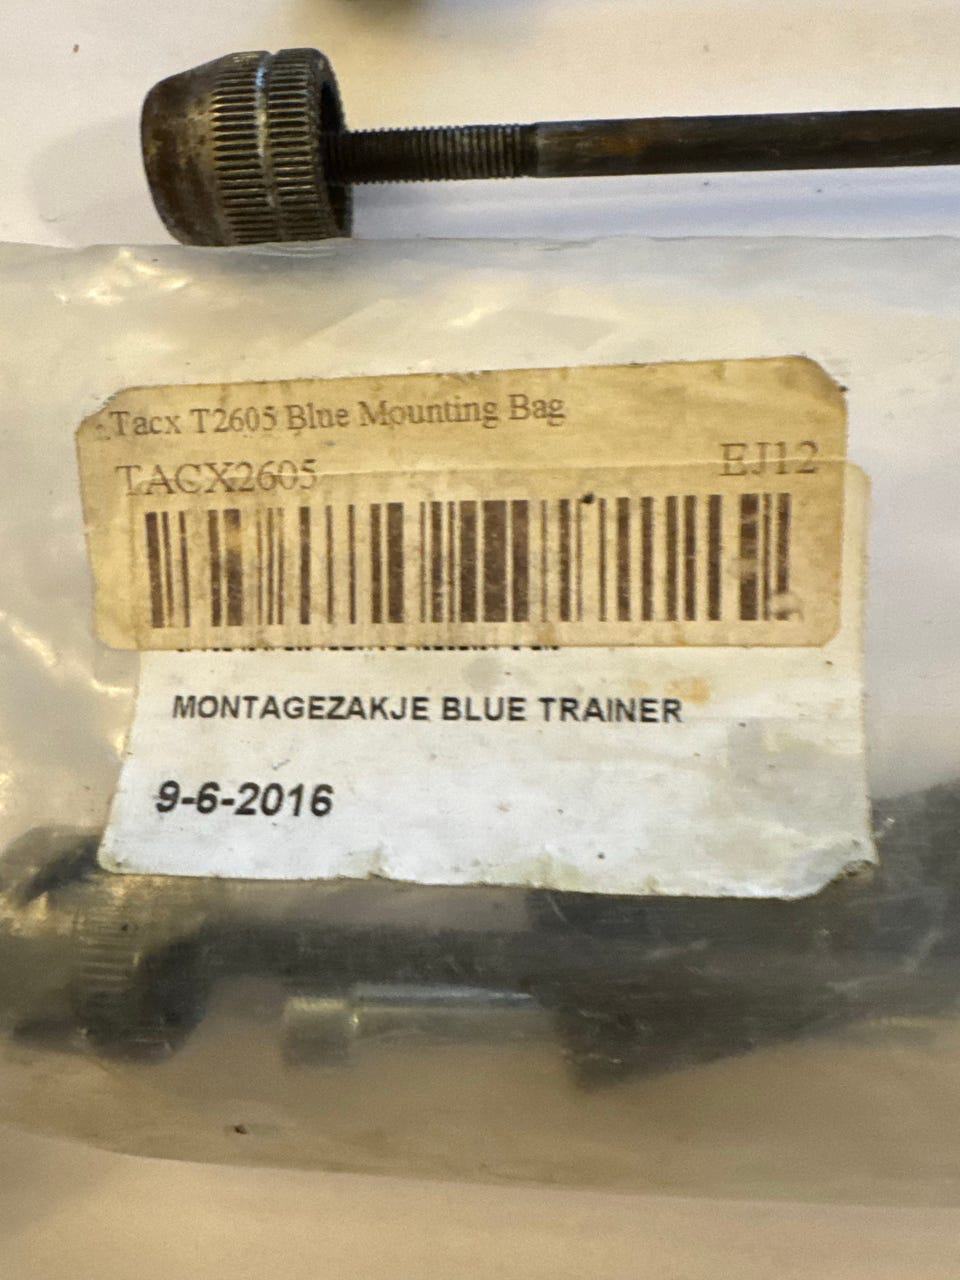 Tacx T2605 Blue Mounting Bag
TACX2605 EJ12
MONTAGEZAKJE BLUE TRAINER
9-6-2016